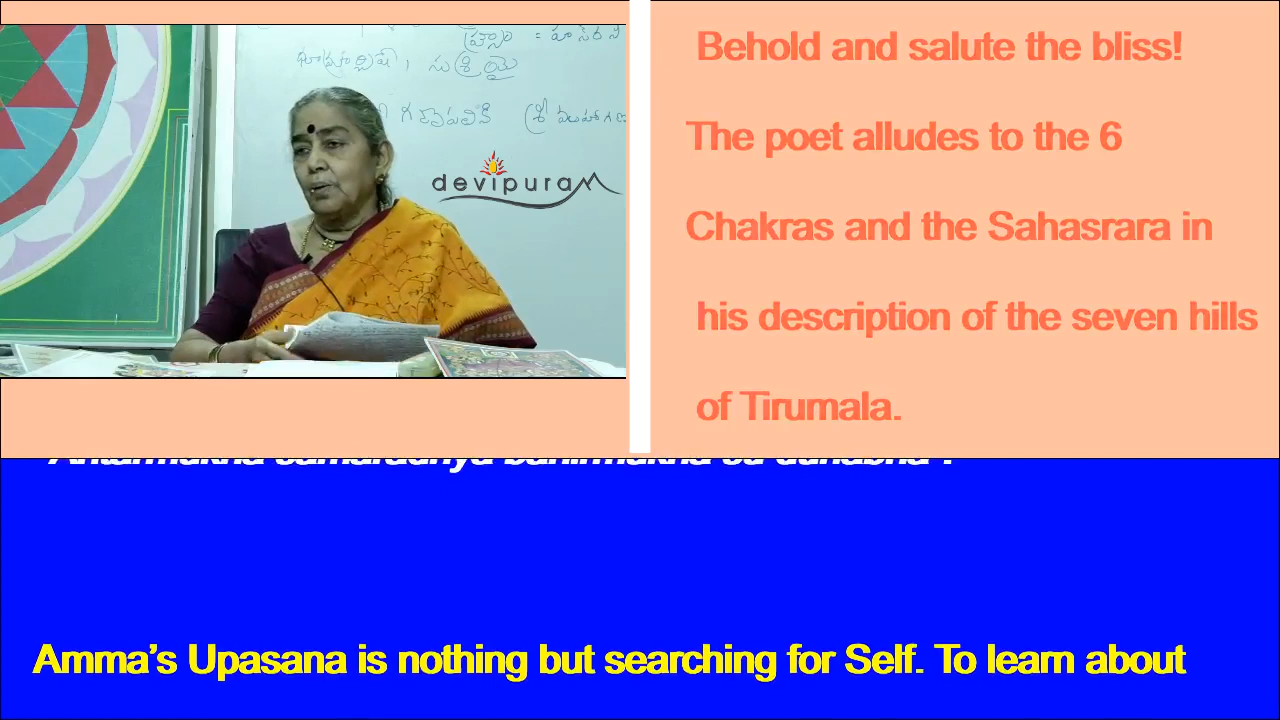 గణపతికి
devipuram
Behold and salute the bliss!
The poet alludes to the 6
Chakras and the Sahasrara in
his description of the seven hills
of Tirumala.
Amma's Upasana is nothing but searching for Self. To learn about